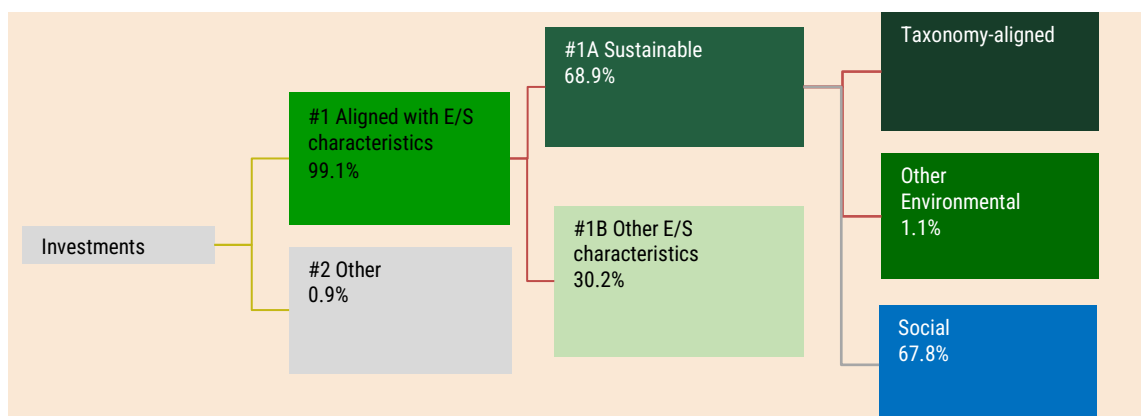 Investments
#1 Aligned with E/S
characteristics
99.1%
#2 Other
0.9%
#1A Sustainable
68.9%
#1B Other E/S
characteristics
30.2%
Taxonomy-aligned
Other
Environmental
1.1%
Social
67.8%